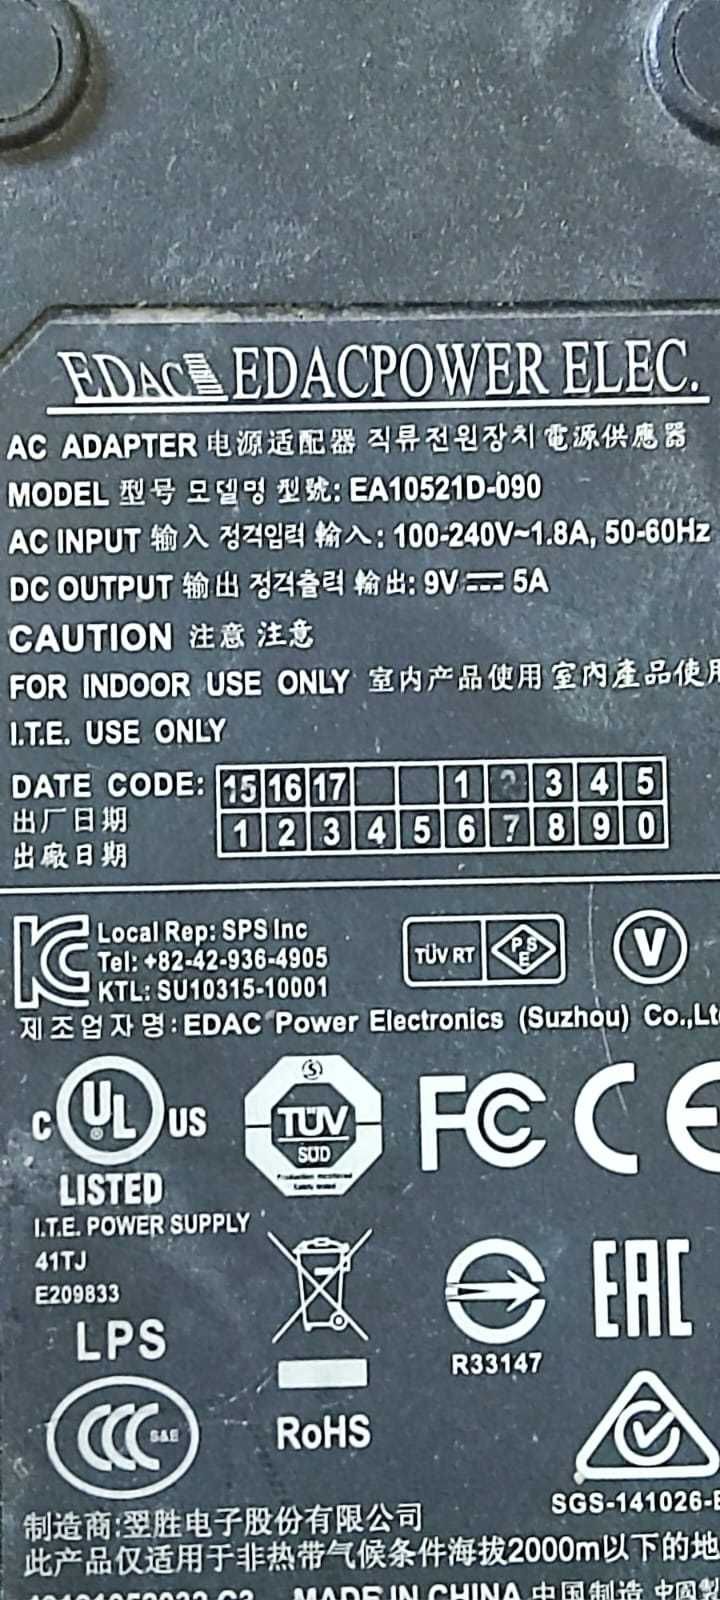 EDAC EDACPOWER ELEC.
AC ADAPTER 电源适配器 직류전원장치 電源供應器
MODEL 型号 모델명 型號: EA10521D-090
AC INPUT 输入 정격입력 輸入: 100-240V~1.8A, 50-60Hz
DC OUTPUT 输出 정격출력 輸出: 9V ⎓ 5A
CAUTION 注意 注意
FOR INDOOR USE ONLY 室内产品使用 室內產品使用
I.T.E. USE ONLY
DATE CODE: 15 16 17 1 2 3 4 5
出厂日期 1 2 3 4 5 6 7 8 9 0
出廠日期
Local Rep: SPS Inc
Tel: +82-42-936-4905
KTL: SU10315-10001
TÜV RT PSE V
제조업자명: EDAC Power Electronics (Suzhou) Co.,Lt
C UL US
LISTED
I.T.E. POWER SUPPLY
41TJ
E209833
LPS
S
TÜV
SÜD
Production monitored
Safety tested
FC CE
R33147
EAC
CCC S&E
RoHS
SGS-141026-E
制造商:翌胜电子股份有限公司
此产品仅适用于非热带气候条件海拔2000m以下的地
MADE IN CHINA 中国制造 中國製